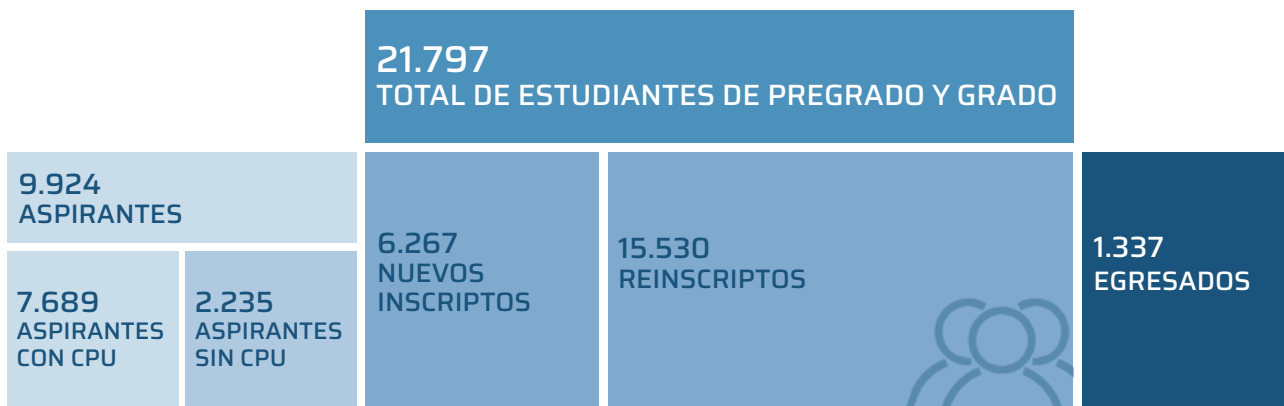 21.797
TOTAL DE ESTUDIANTES DE PREGRADO Y GRADO
9.924
ASPIRANTES
7.689
ASPIRANTES
CON CPU
2.235
ASPIRANTES
SIN CPU
6.267
NUEVOS
INSCRIPTOS
15.530
REINSCRIPTOS
1.337
EGRESADOS